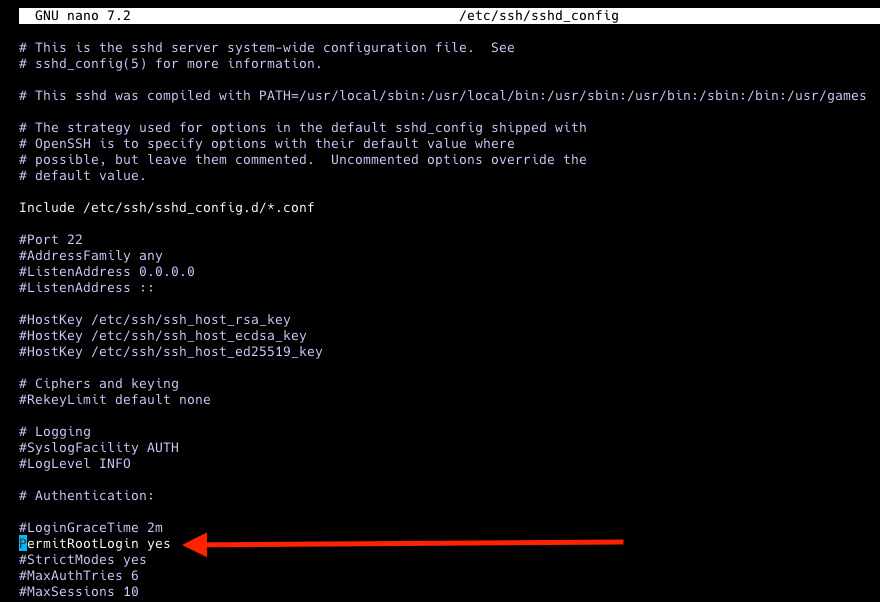 GNU nano 7.2 /etc/ssh/sshd_config
# This is the sshd server system-wide configuration file.  See
# sshd_config(5) for more information.
# This sshd was compiled with PATH=/usr/local/sbin:/usr/local/bin:/usr/sbin:/usr/bin:/sbin:/bin:/usr/games
# The strategy used for options in the default sshd_config shipped with
# OpenSSH is to specify options with their default value where
# possible, but leave them commented.  Uncommented options override the
# default value.
Include /etc/ssh/sshd_config.d/*.conf
#Port 22
#AddressFamily any
#ListenAddress 0.0.0.0
#ListenAddress ::
#HostKey /etc/ssh/ssh_host_rsa_key
#HostKey /etc/ssh/ssh_host_ecdsa_key
#HostKey /etc/ssh/ssh_host_ed25519_key
# Ciphers and keying
#RekeyLimit default none
# Logging
#SyslogFacility AUTH
#LogLevel INFO
# Authentication:
#LoginGraceTime 2m
PermitRootLogin yes
#StrictModes yes
#MaxAuthTries 6
#MaxSessions 10